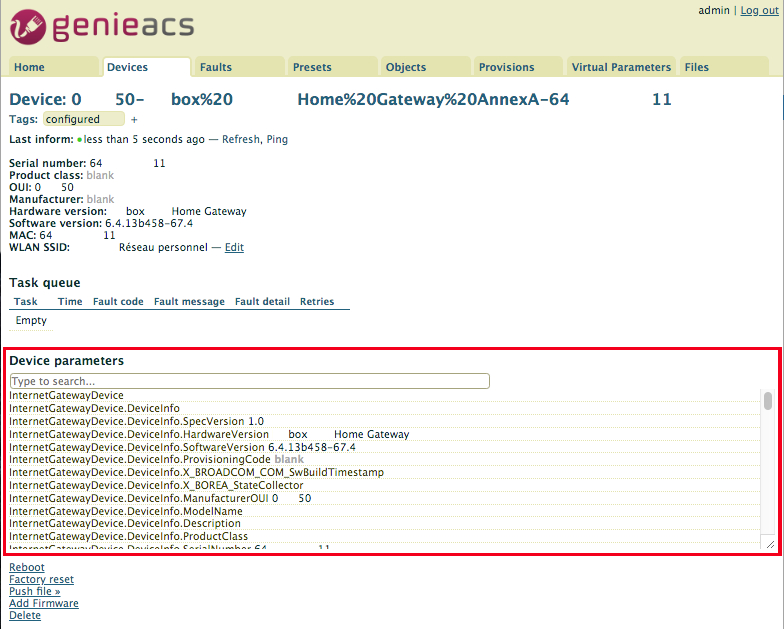 admin | Log out
genieacs
Home Devices Faults Presets Objects Provisions Virtual Parameters Files
Device: 0 50- box%20 Home%20Gateway%20AnnexA-64 11
Tags: configured +
Last inform: less than 5 seconds ago — Refresh, Ping
Serial number: 64 11
Product class: blank
OUI: 0 50
Manufacturer: blank
Hardware version: box Home Gateway
Software version: 6.4.13b458-67.4
MAC: 64 11
WLAN SSID: Réseau personnel — Edit
Task queue
Task Time Fault code Fault message Fault detail Retries
Empty
Device parameters
Type to search...
InternetGatewayDevice
InternetGatewayDevice.DeviceInfo
InternetGatewayDevice.DeviceInfo.SpecVersion 1.0
InternetGatewayDevice.DeviceInfo.HardwareVersion box Home Gateway
InternetGatewayDevice.DeviceInfo.SoftwareVersion 6.4.13b458-67.4
InternetGatewayDevice.DeviceInfo.ProvisioningCode blank
InternetGatewayDevice.DeviceInfo.X_BROADCOM_COM_SwBuildTimestamp
InternetGatewayDevice.DeviceInfo.X_BOREA_StateCollector
InternetGatewayDevice.DeviceInfo.ManufacturerOUI 0 50
InternetGatewayDevice.DeviceInfo.ModelName
InternetGatewayDevice.DeviceInfo.Description
InternetGatewayDevice.DeviceInfo.ProductClass
InternetGatewayDevice.DeviceInfo.SerialNumber 64 11
Reboot
Factory reset
Push file »
Add Firmware
Delete